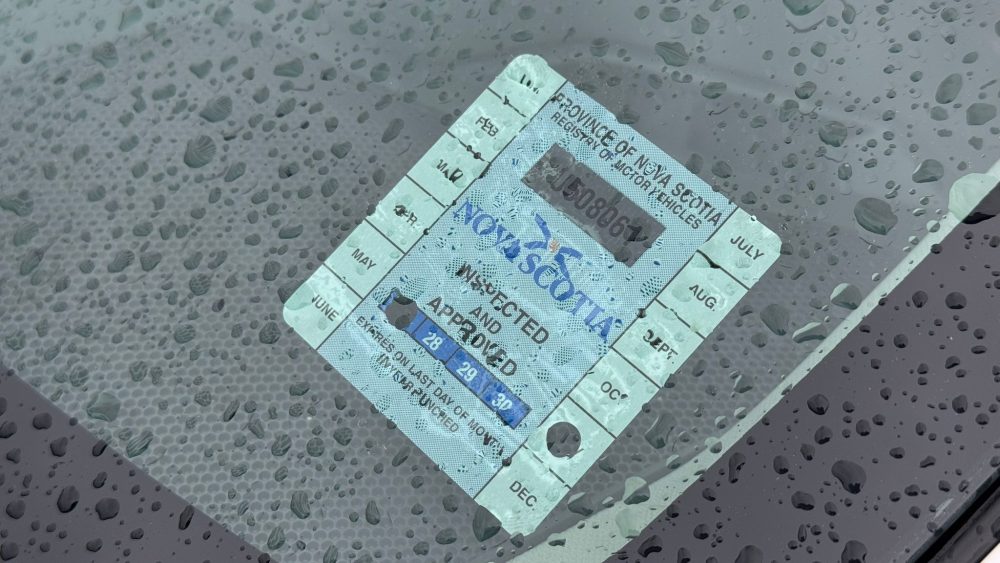 PROVINCE OF NOVA SCOTIA
REGISTRY OF MOTOR VEHICLES
FEB
MAY
JUNE
JULY
AUG.
SEPT
DEC
NOVA SCOTIA
INSPECTED
AND
APPROVED
28 29 30
EXPIRES ON LAST DAY OF MONTH
IN YEAR PUNCHED